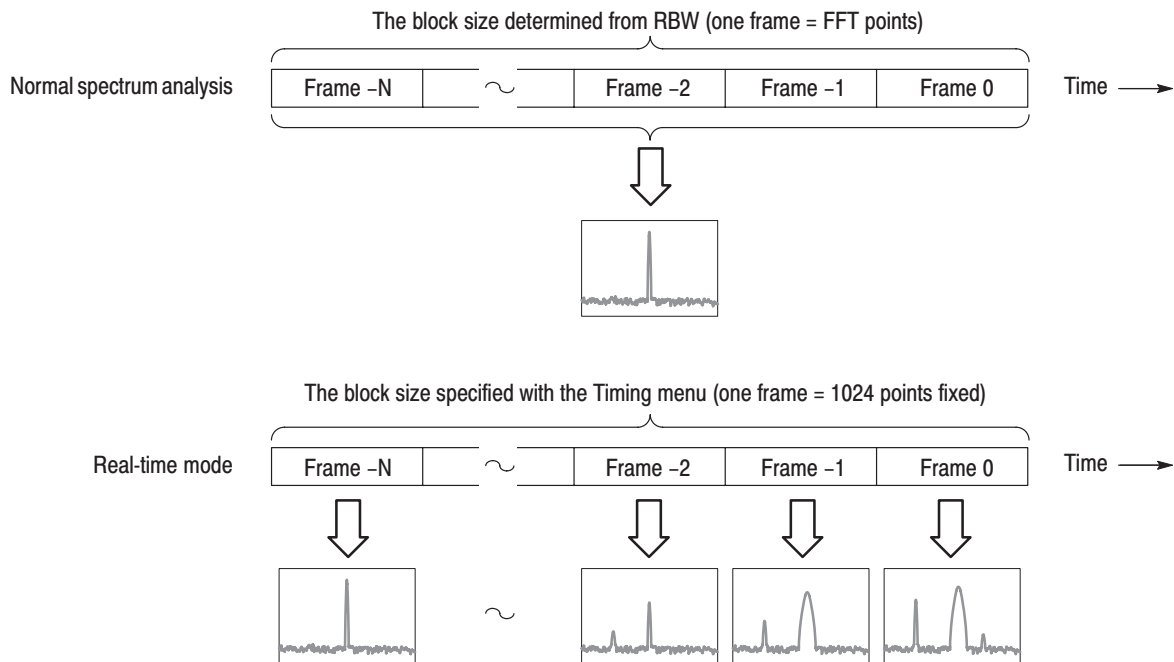 The block size determined from RBW (one frame = FFT points)
Normal spectrum analysis Frame –N Frame –2 Frame –1 Frame 0 Time
The block size specified with the Timing menu (one frame = 1024 points fixed)
Real-time mode Frame –N Frame –2 Frame –1 Frame 0 Time